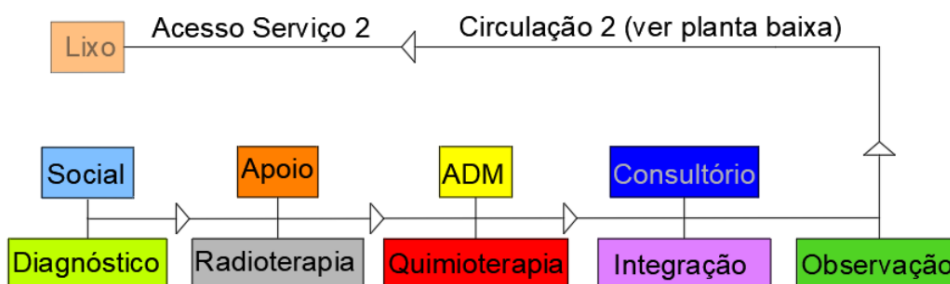 Acesso Serviço 2
Circulação 2 (ver planta baixa)
Lixo
Social
Apoio
ADM
Consultório
Diagnóstico
Radioterapia
Quimioterapia
Integração
Observação